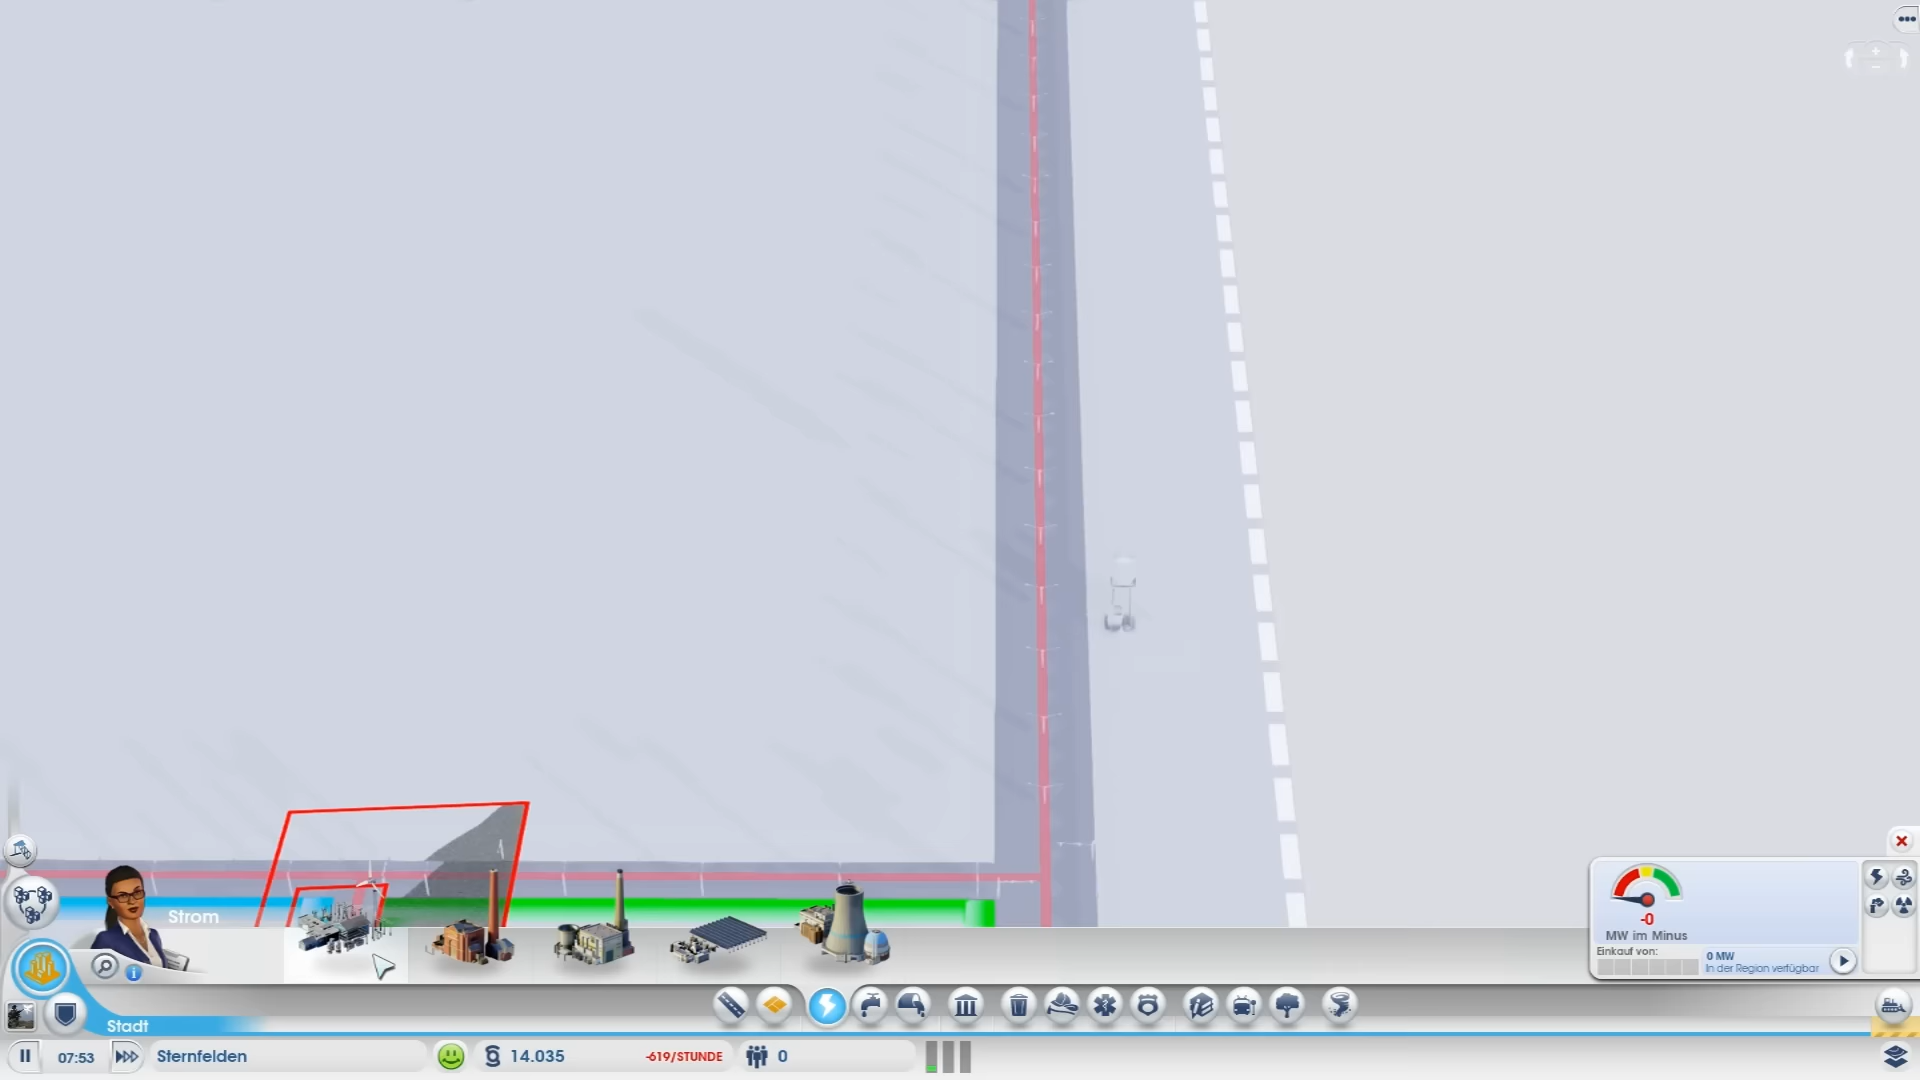 Strom
-0
MW im Minus
Einkauf von:
0 MW
In der Region verfügbar
Stadt
07:53
Sternfelden
14.035
-619/STUNDE
0